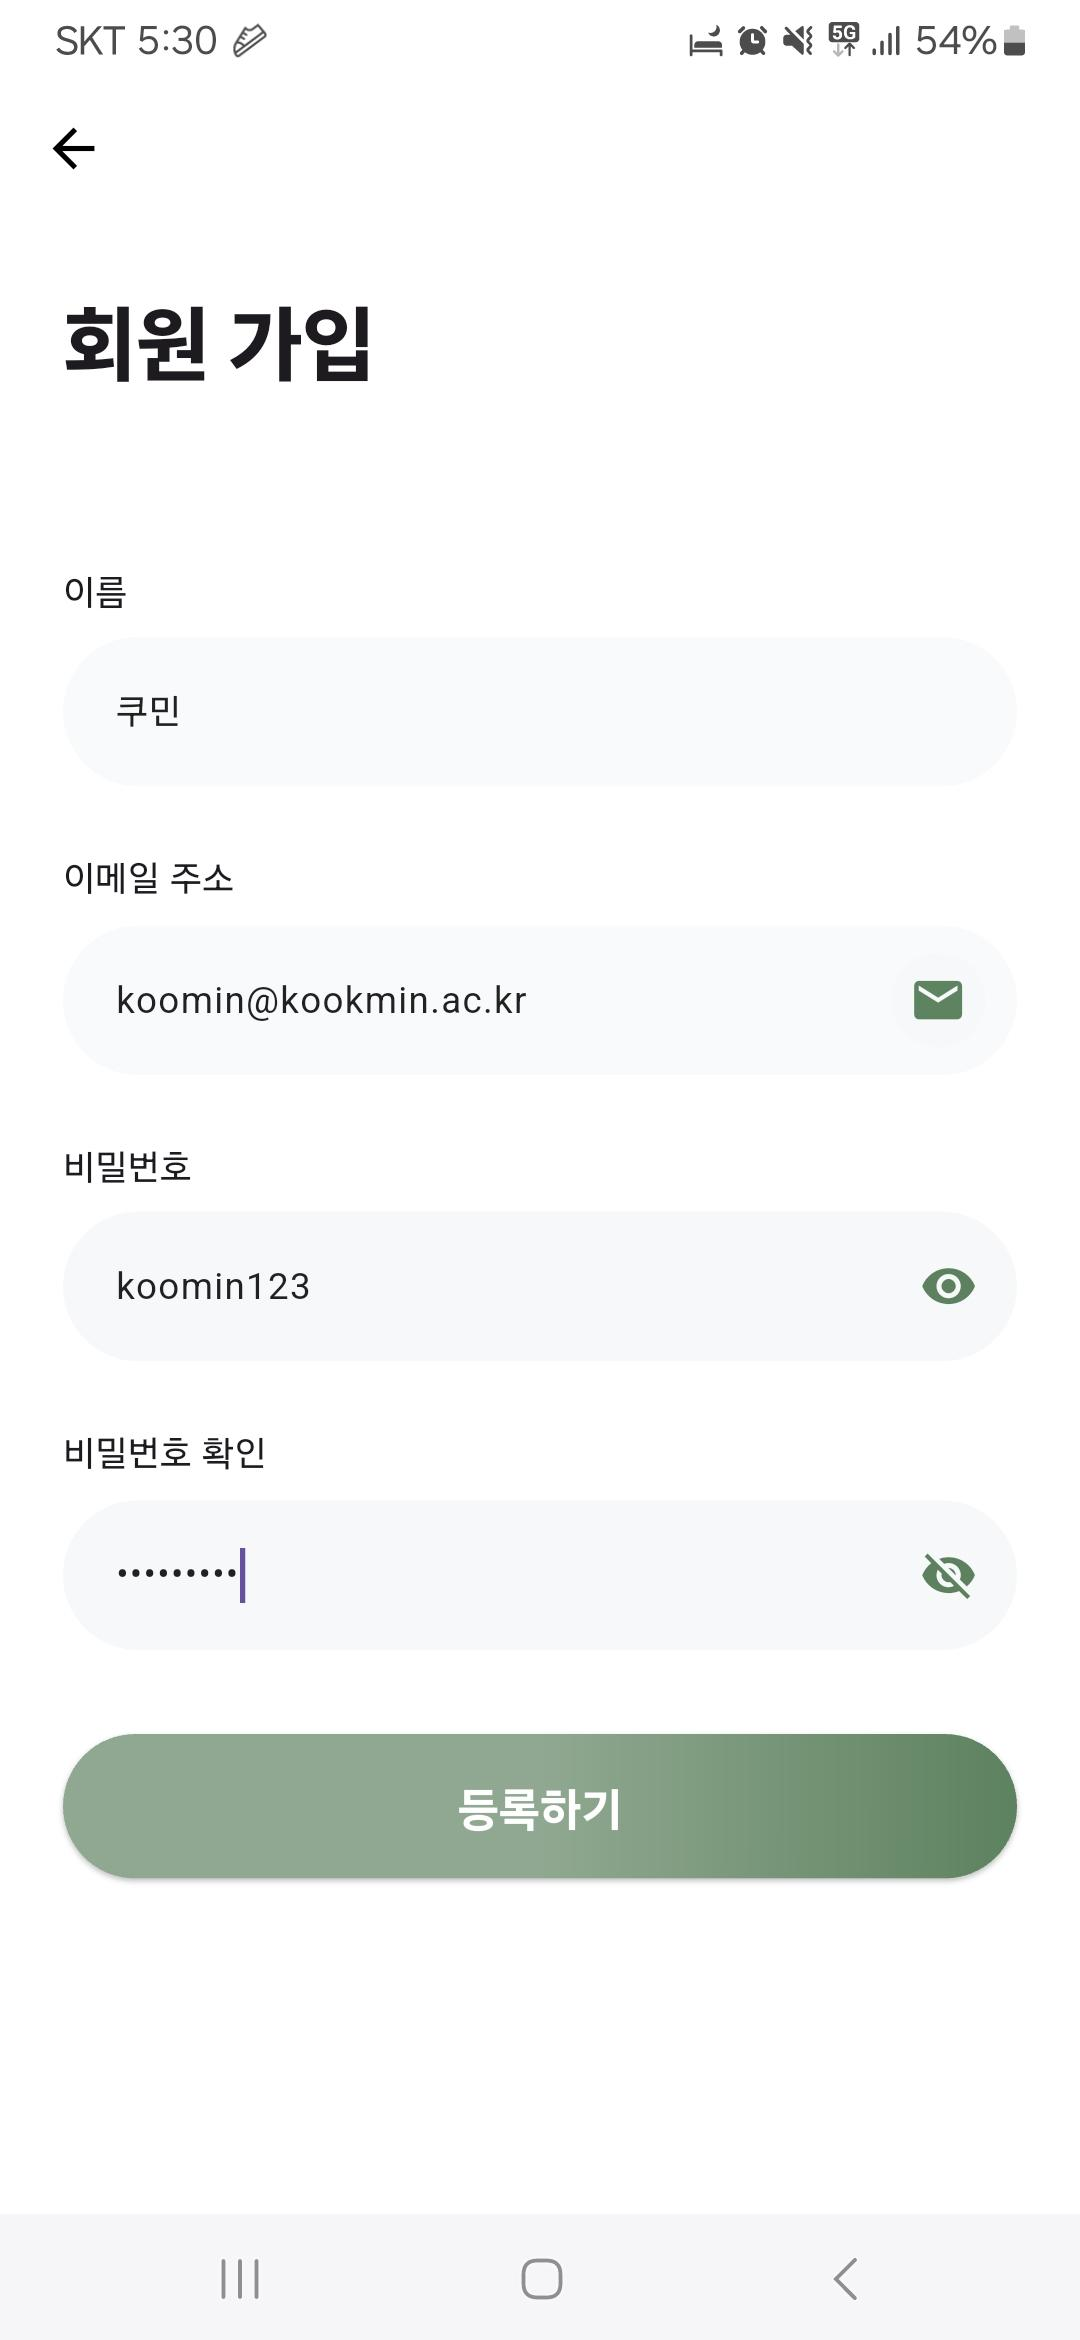 SKT 5:30
5G
54%
회원 가입
이름
쿠민
이메일 주소
koomin@kookmin.ac.kr
비밀번호
koomin123
비밀번호 확인
•••••••••
등록하기